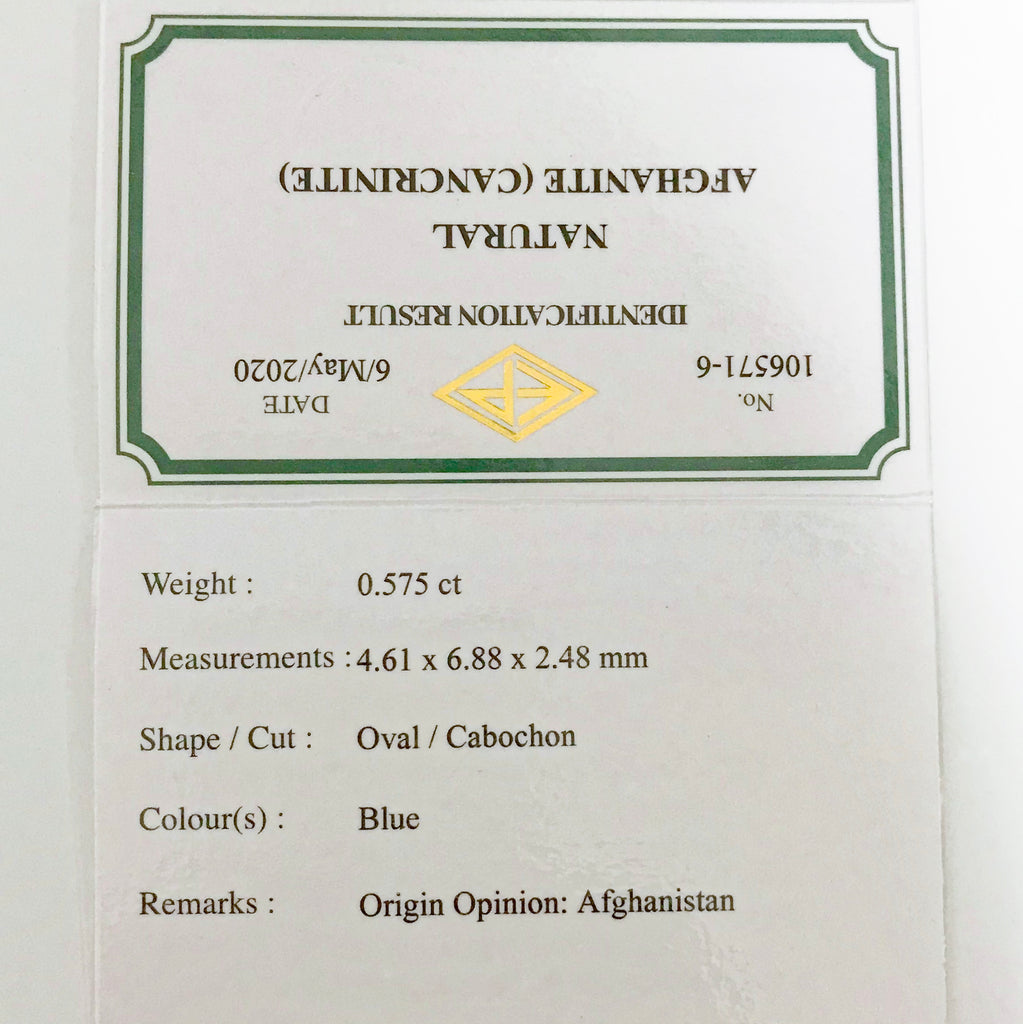 No.
106571-6
DATE
6/May/2020
IDENTIFICATION RESULT
NATURAL
AFGHANITE (CANCRINITE)
Weight : 0.575 ct
Measurements : 4.61 x 6.88 x 2.48 mm
Shape / Cut : Oval / Cabochon
Colour(s) : Blue
Remarks : Origin Opinion: Afghanistan